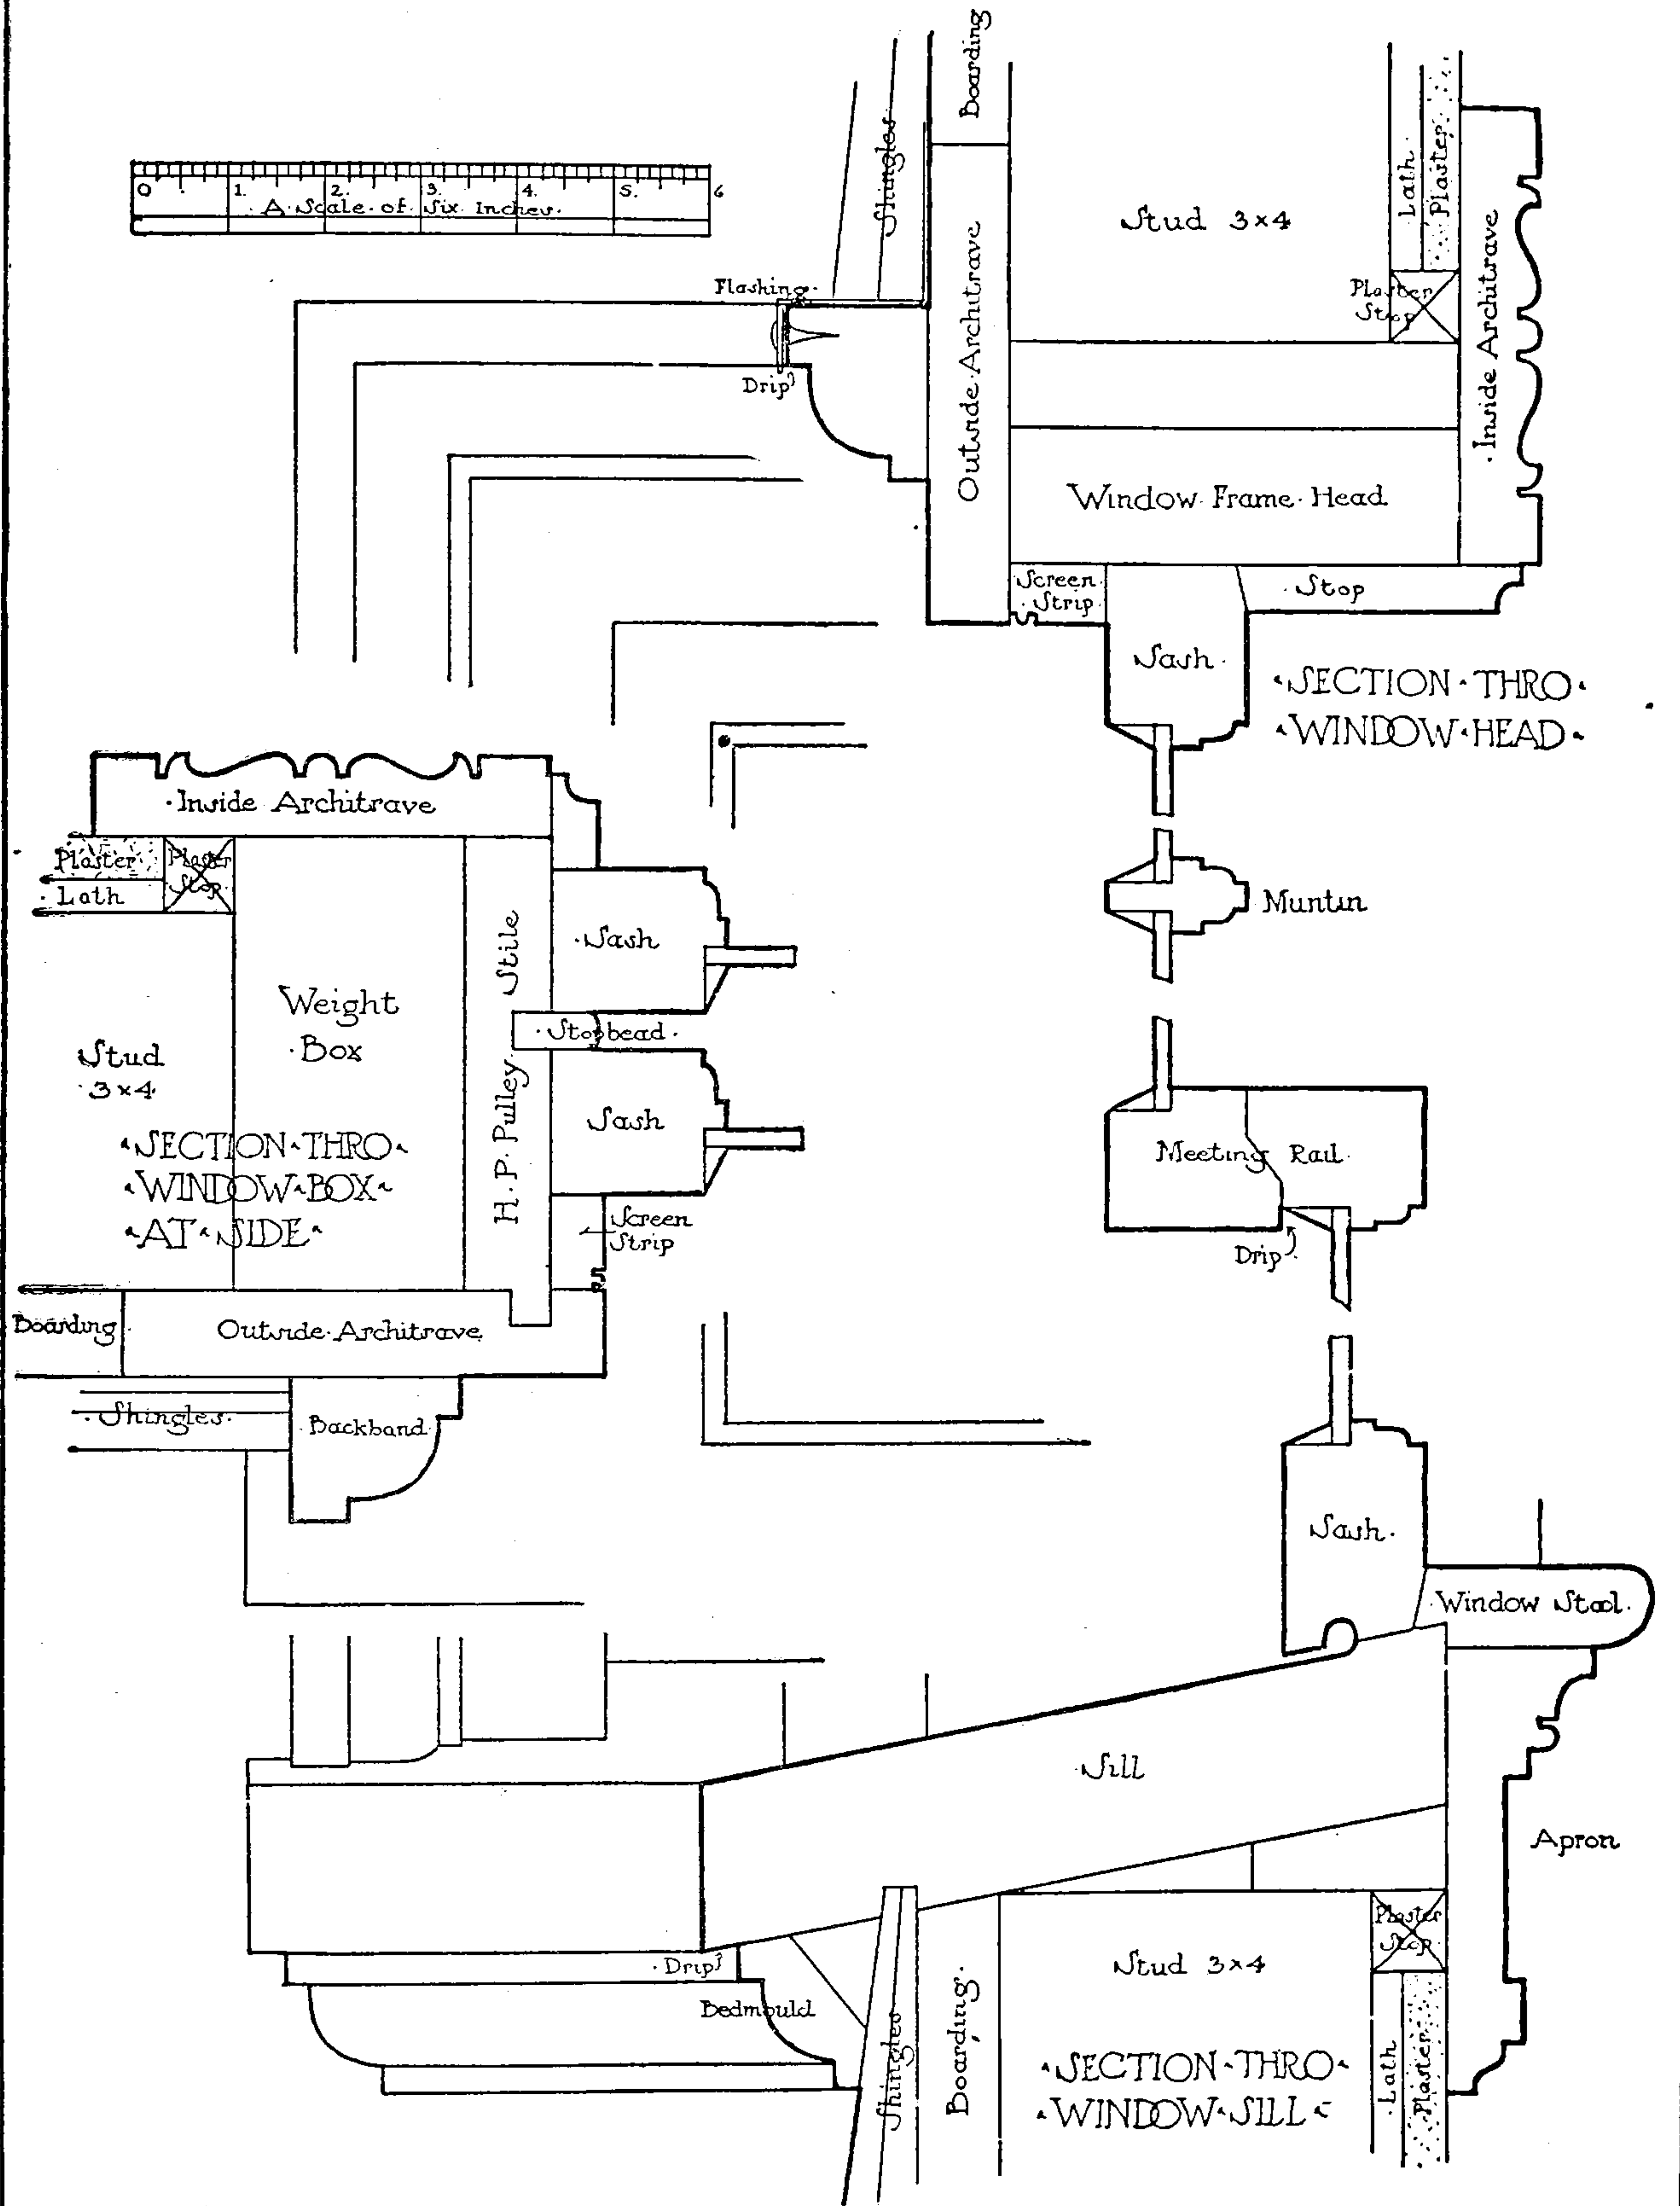 0 1. 2. 3. 4. 5. 6
A. Scale. of. Six. Inches.
Shingles
Boarding
Stud 3×4
Lath.
Plaster.
Plaster
Stop
Flashing.
Drip
Outside Architrave
·Inside Architrave
Window Frame. Head
Screen
Strip
Stop
Sash.
SECTION THRO
WINDOW HEAD
·Inside Architrave
Plaster
Lath
Plaster
Stop
Stud
3×4
Weight
Box
H. P. Pulley Stile
Sash
Stop bead.
Sash
Screen
Strip
SECTION THRO
WINDOW BOX
AT SIDE
Boarding
Outside. Architrave
Shingles.
Backband
Muntin
Meeting Rail
Drip
Sash.
Window Stool.
Sill
Apron
Drip
Bedmould
Shingles
Boarding.
Stud 3×4
Plaster
Stop
Lath
Plaster
SECTION THRO
WINDOW SILL